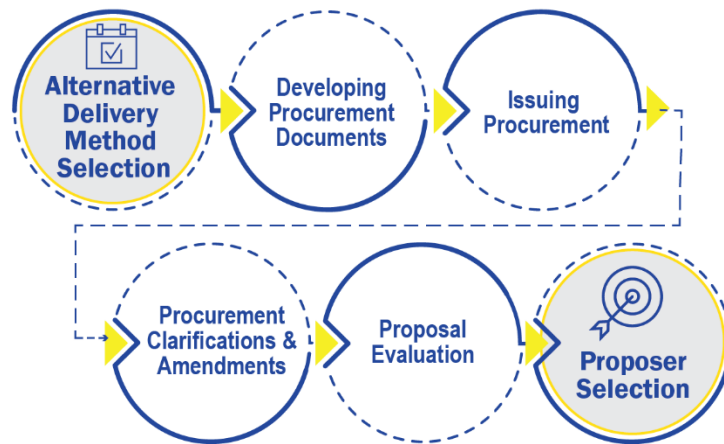 Alternative
Delivery
Method
Selection
Developing
Procurement
Documents
Issuing
Procurement
Procurement
Clarifications &
Amendments
Proposal
Evaluation
Proposer
Selection